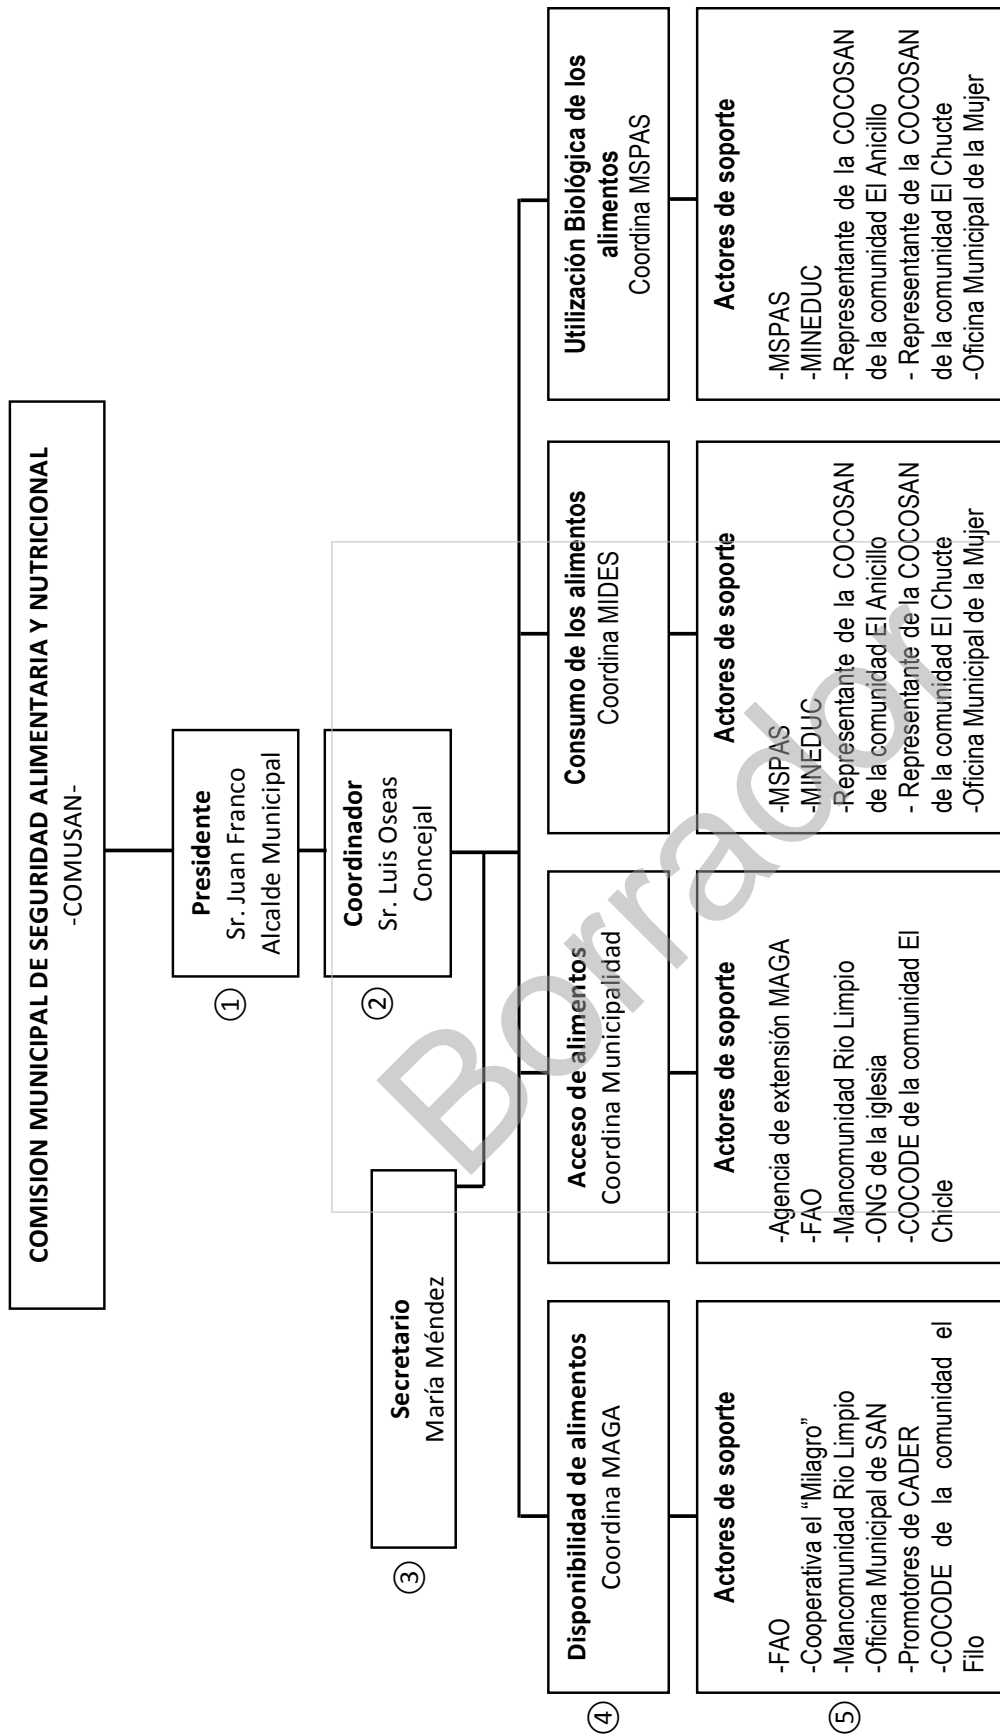 COMISION MUNICIPAL DE SEGURIDAD ALIMENTARIA Y NUTRICIONAL
-COMUSAN-
①
Presidente
Sr. Juan Franco
Alcalde Municipal
②
Coordinador
Sr. Luis Oseas
Concejal
③
Secretario
María Méndez
④
Disponibilidad de alimentos
Coordina MAGA
Acceso de alimentos
Coordina Municipalidad
Consumo de los alimentos
Coordina MIDES
Utilización Biológica de los
alimentos
Coordina MSPAS
⑤
Actores de soporte
-FAO
-Cooperativa el “Milagro”
-Mancomunidad Rio Limpio
-Oficina Municipal de SAN
-Promotores de CADER
-COCODE de la comunidad el
Filo
Actores de soporte
-Agencia de extensión MAGA
-FAO
-Mancomunidad Rio Limpio
-ONG de la iglesia
-COCODE de la comunidad El
Chicle
Actores de soporte
-MSPAS
-MINEDUC
-Representante de la COCOSAN
de la comunidad El Anicillo
- Representante de la COCOSAN
de la comunidad El Chucte
-Oficina Municipal de la Mujer
Actores de soporte
-MSPAS
-MINEDUC
-Representante de la COCOSAN
de la comunidad El Anicillo
- Representante de la COCOSAN
de la comunidad El Chucte
-Oficina Municipal de la Mujer
Borrador